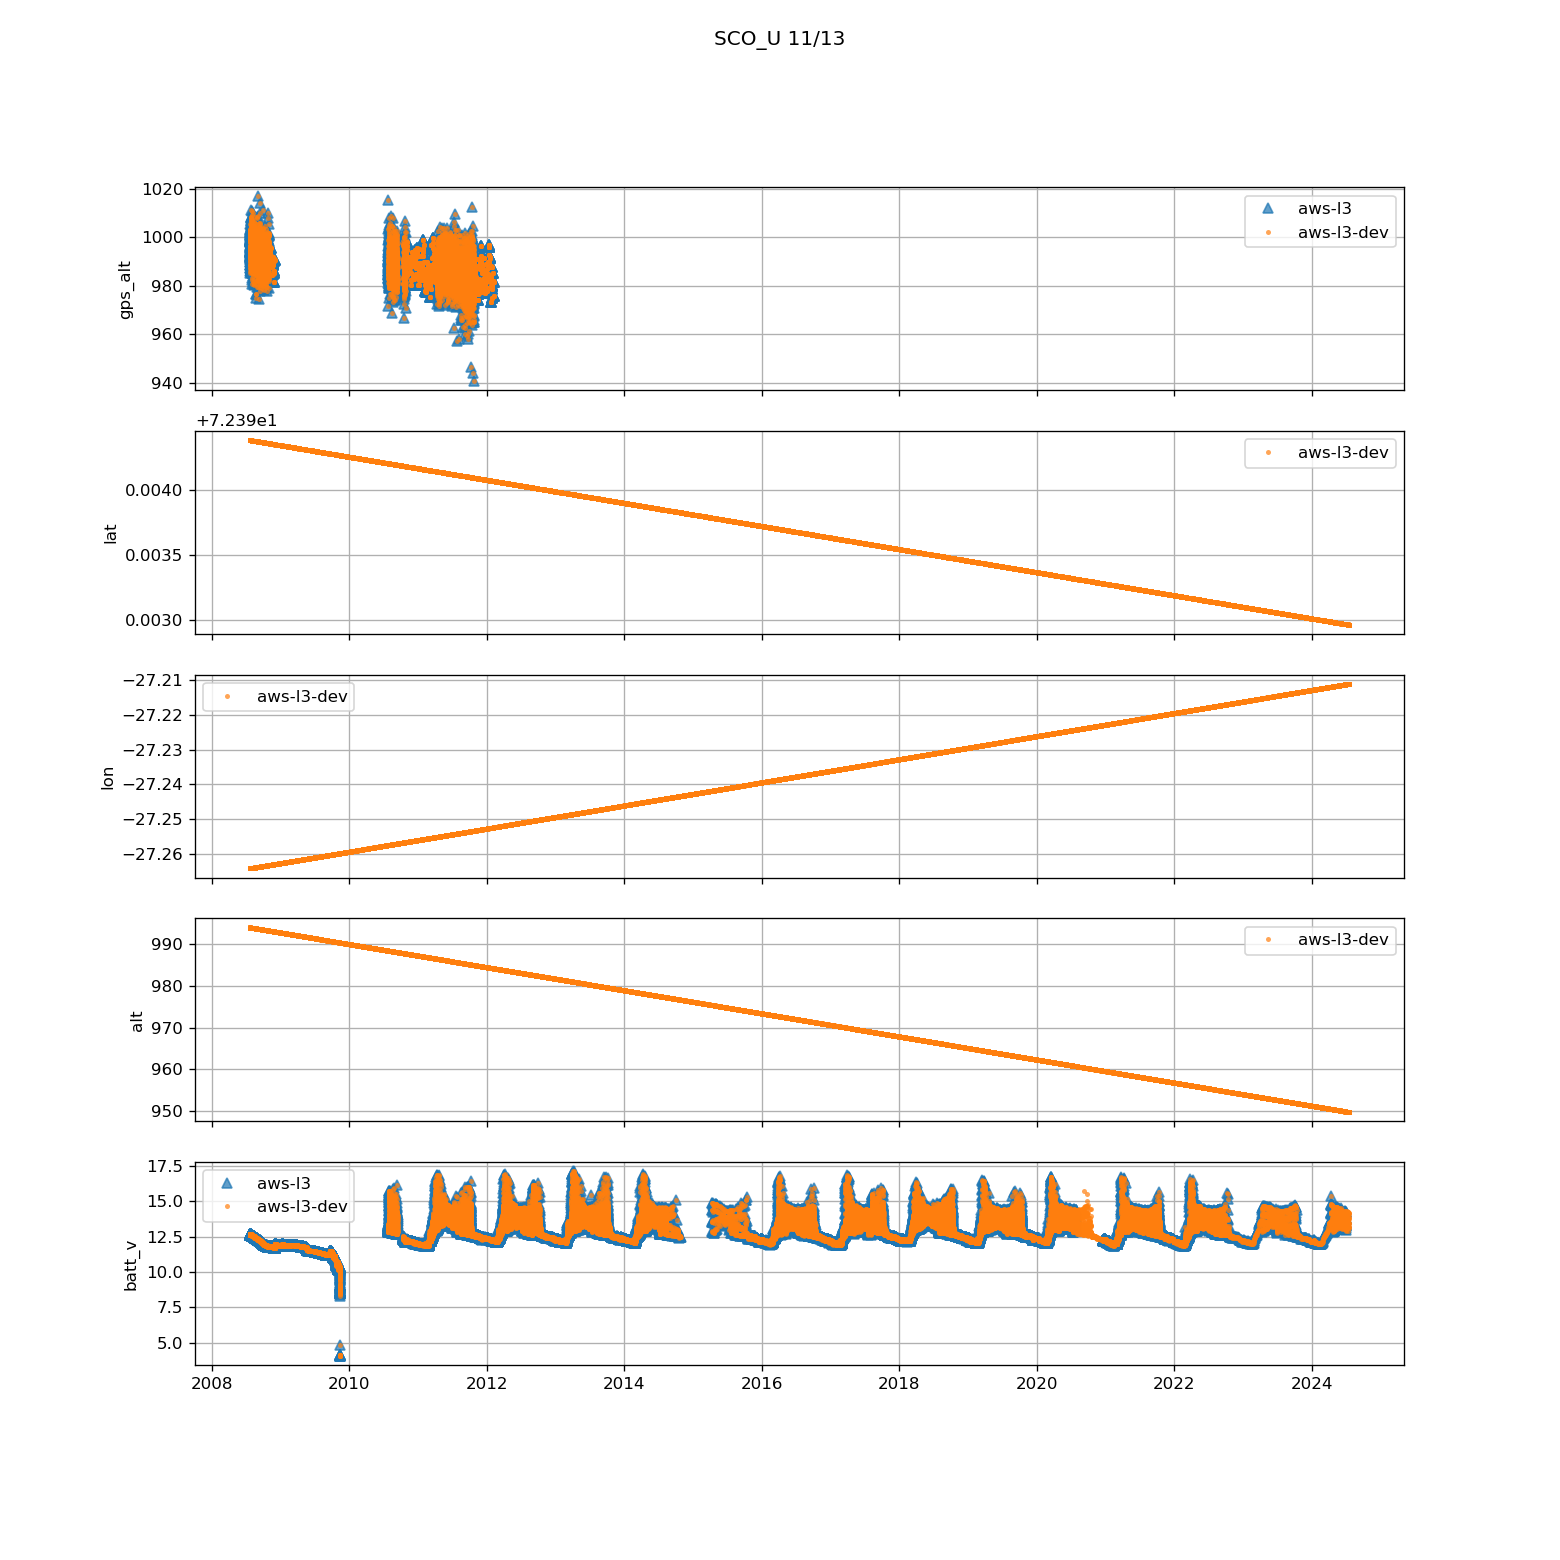 SCO_U 11/13
1020
1000
980
960
940
gps_alt
aws-l3
aws-l3-dev
+7.239e1
0.0040
0.0035
0.0030
lat
aws-l3-dev
−27.21
−27.22
−27.23
−27.24
−27.25
−27.26
lon
aws-l3-dev
990
980
970
960
950
alt
aws-l3-dev
17.5
15.0
12.5
10.0
7.5
5.0
batt_v
aws-l3
aws-l3-dev
2008 2010 2012 2014 2016 2018 2020 2022 2024